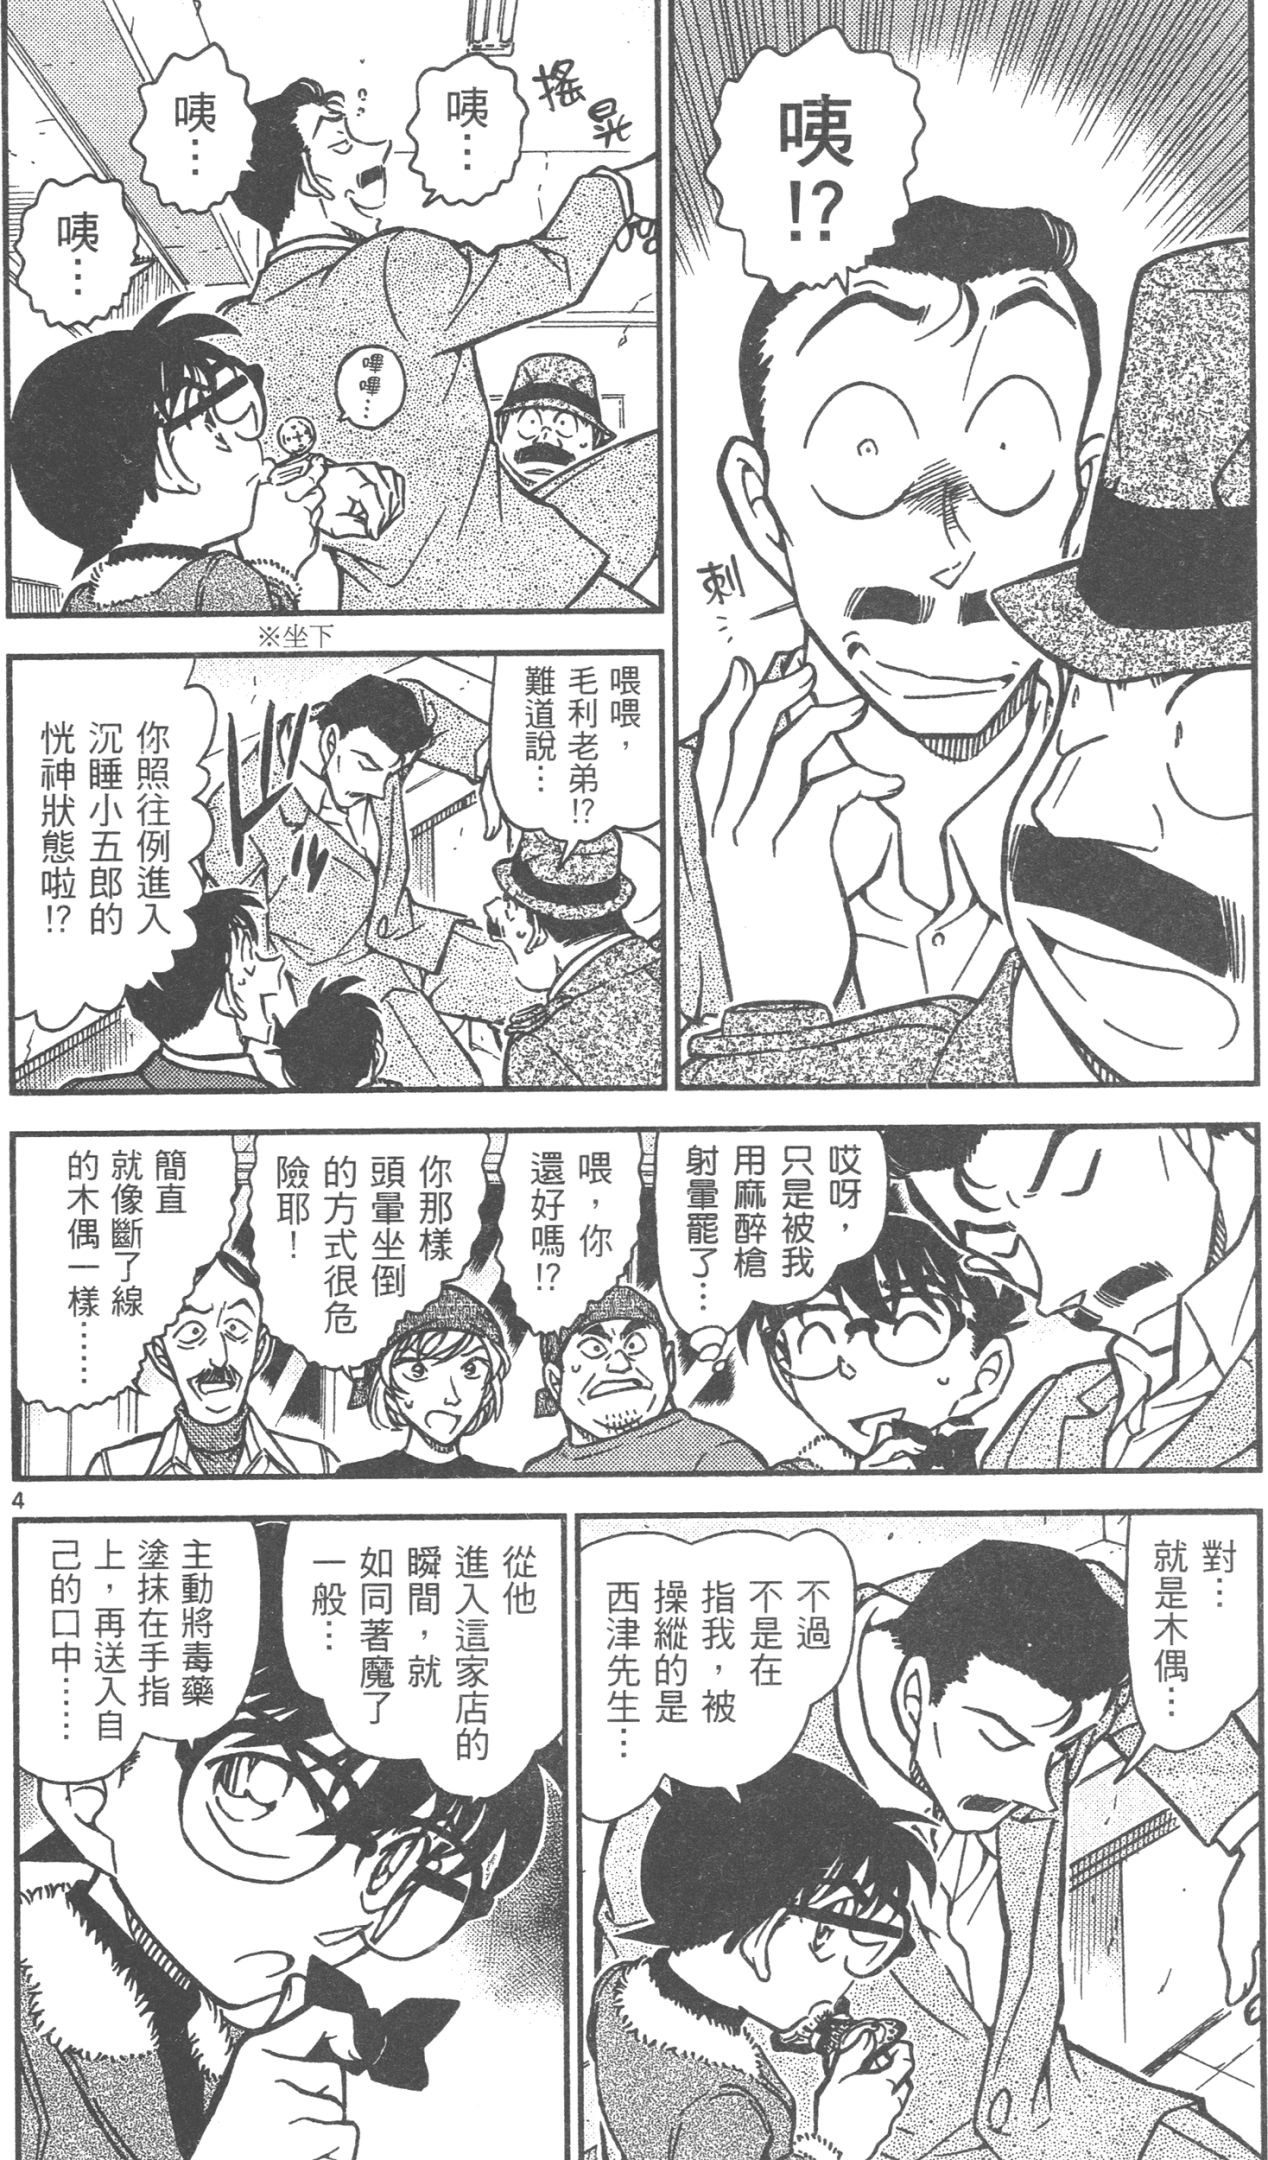 咦!?
刺
咦…
搖晃
咦…
咦…
嗶嗶…
※坐下
喂喂，
毛利老弟!?
難道說…
你照往例進入
沉睡小五郎的
恍神狀態啦!?
哎呀，
只是被我
用麻醉槍
射暈罷了…
喂，你
還好嗎!?
你那樣
頭暈坐倒
的方式很危
險耶！
簡直
就像斷了線
的木偶一樣……
4
對…
就是木偶…
不過
不是在
指我，被
操縱的是
西津先生…
從他
進入這家店的
瞬間，就
如同著魔了
一般…
主動將毒藥
塗抹在手指
上，再送入自
己的口中……